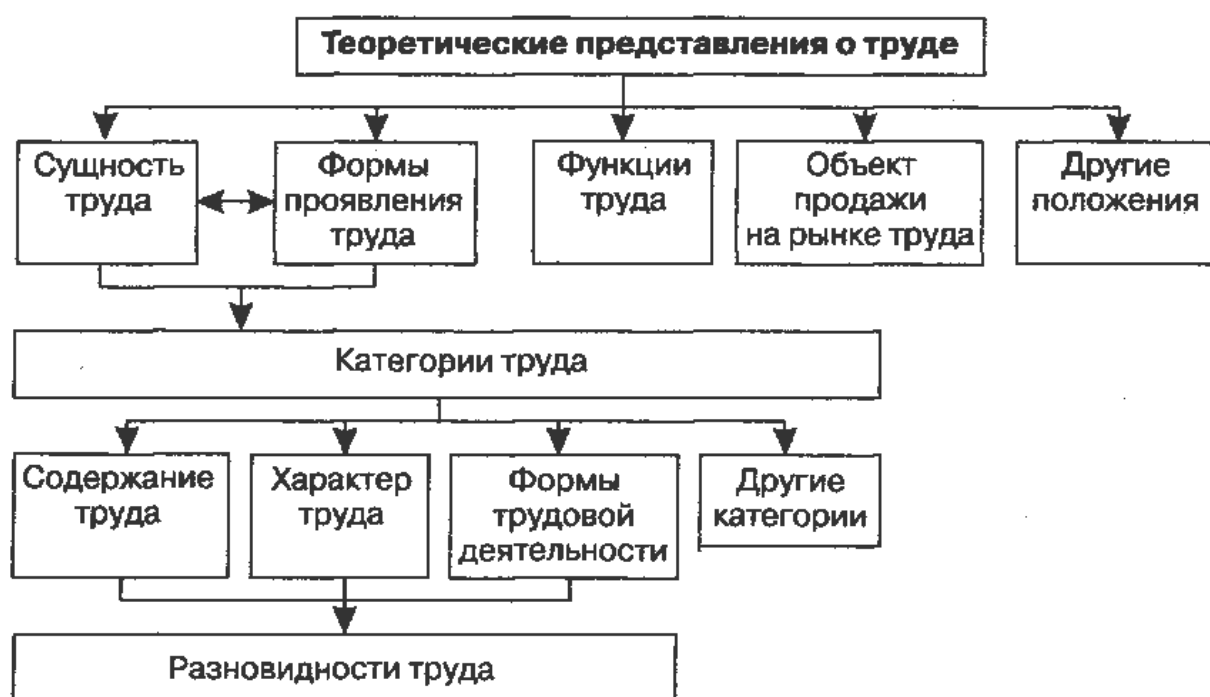 Теоретические представления о труде
Сущность
труда
Формы
проявления
труда
Функции
труда
Объект
продажи
на рынке труда
Другие
положения
Категории труда
Содержание
труда
Характер
труда
Формы
трудовой
деятельности
Другие
категории
Разновидности труда